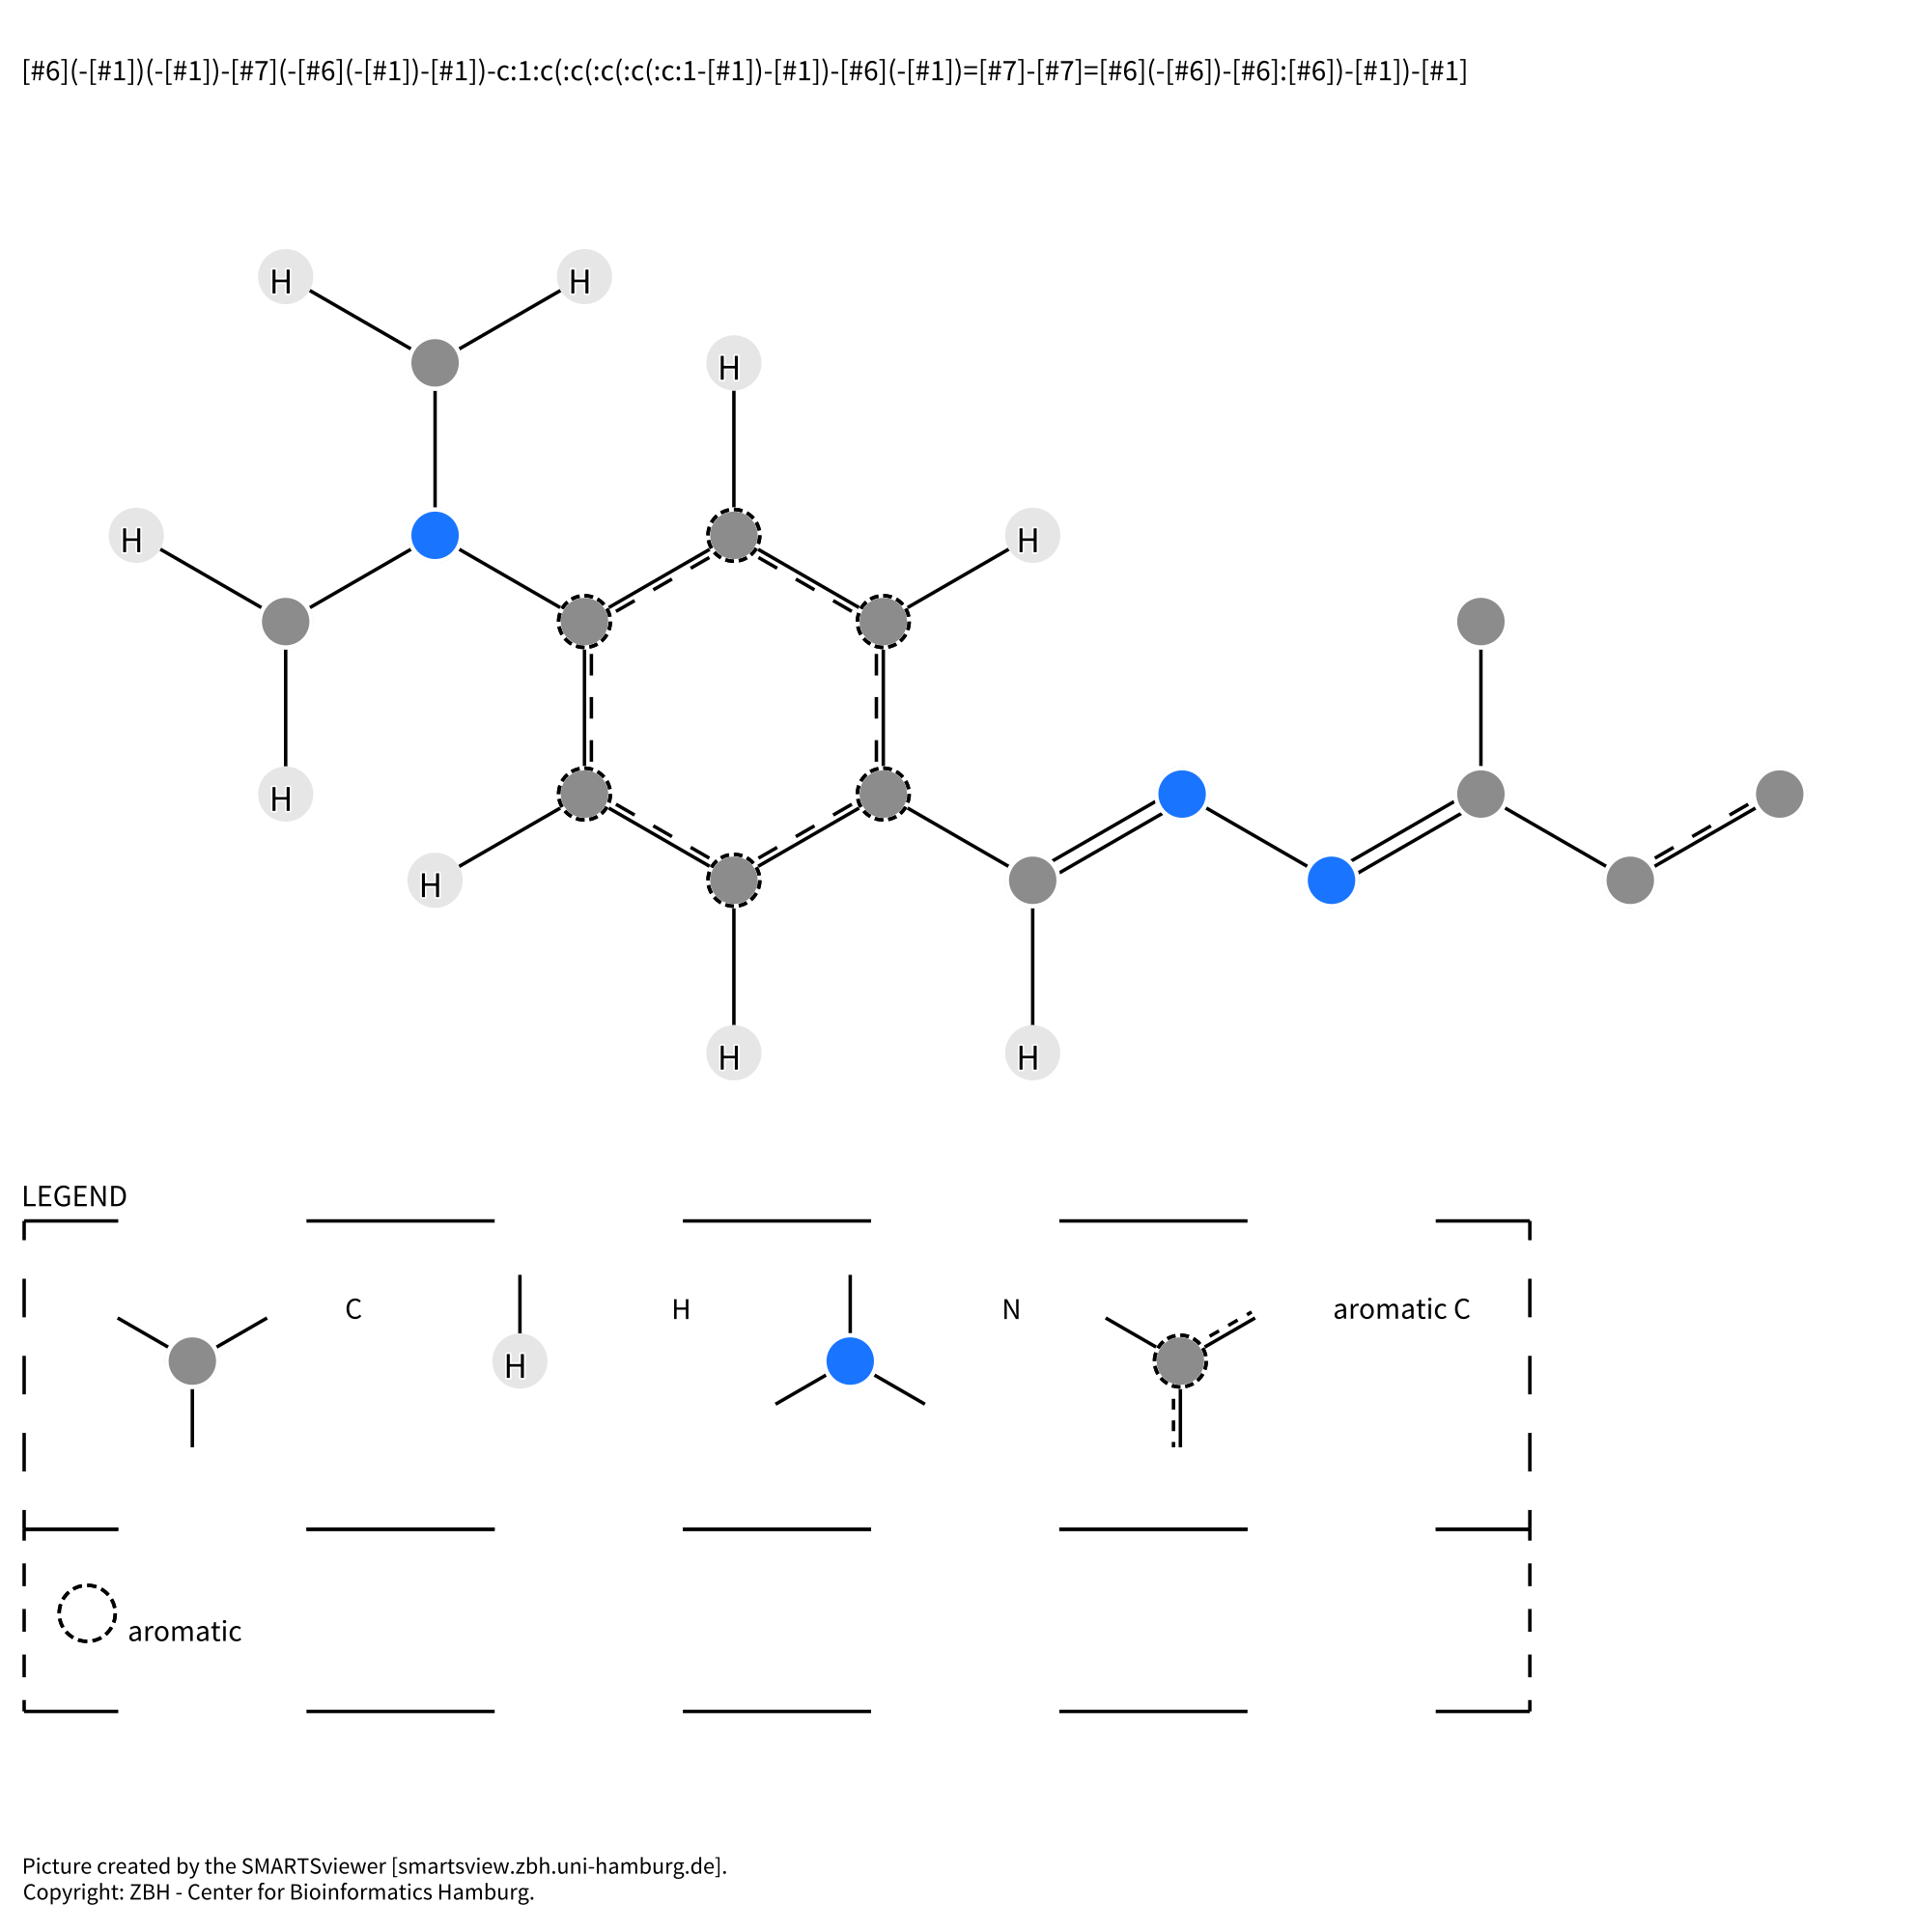 [#6](-[#1])(-[#1])-[#7](-[#6](-[#1])-[#1])-c:1:c(:c(:c(:c(:c:1-[#1])-[#1])-[#6](-[#1])=[#7]-[#7]=[#6](-[#6])-[#6]:[#6])-[#1])-[#1]
H H
H
H H
H
H
H H
LEGEND
C H N aromatic C
H
aromatic
Picture created by the SMARTSviewer [smartsview.zbh.uni-hamburg.de].
Copyright: ZBH - Center for Bioinformatics Hamburg.